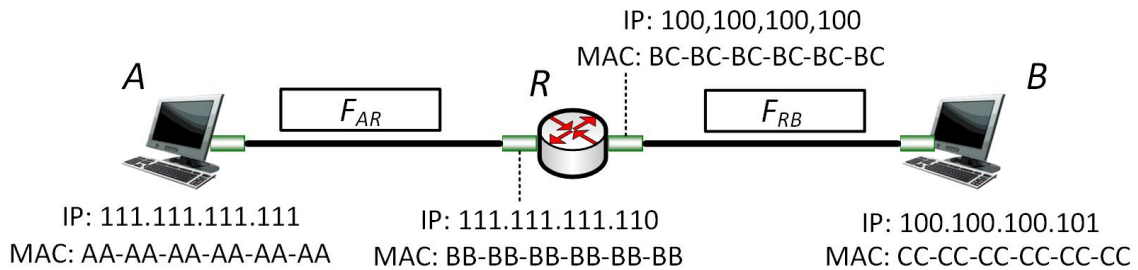 IP: 100,100,100,100
MAC: BC-BC-BC-BC-BC-BC
A
R
B
F_AR
F_RB
IP: 111.111.111.111
MAC: AA-AA-AA-AA-AA-AA
IP: 111.111.111.110
MAC: BB-BB-BB-BB-BB-BB
IP: 100.100.100.101
MAC: CC-CC-CC-CC-CC-CC